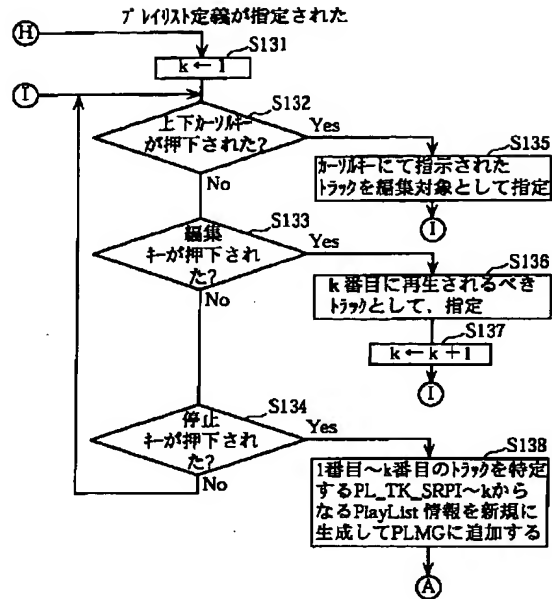 プレイリスト定義が指定された
H
S131
k ← 1
I
S132
上下カーソルキー
が押下された?
Yes
No
S135
カーソルキーにて指示された
トラックを編集対象として指定
I
S133
編集
キーが押下され
た?
Yes
No
S136
k番目に再生されるべき
トラックとして、指定
S137
k ← k + 1
I
S134
停止
キーが押下され
た?
Yes
No
S138
1番目～k番目のトラックを特定
するPL_TK_SRPI～kから
なるPlayList 情報を新規に
生成してPLMGに追加する
A